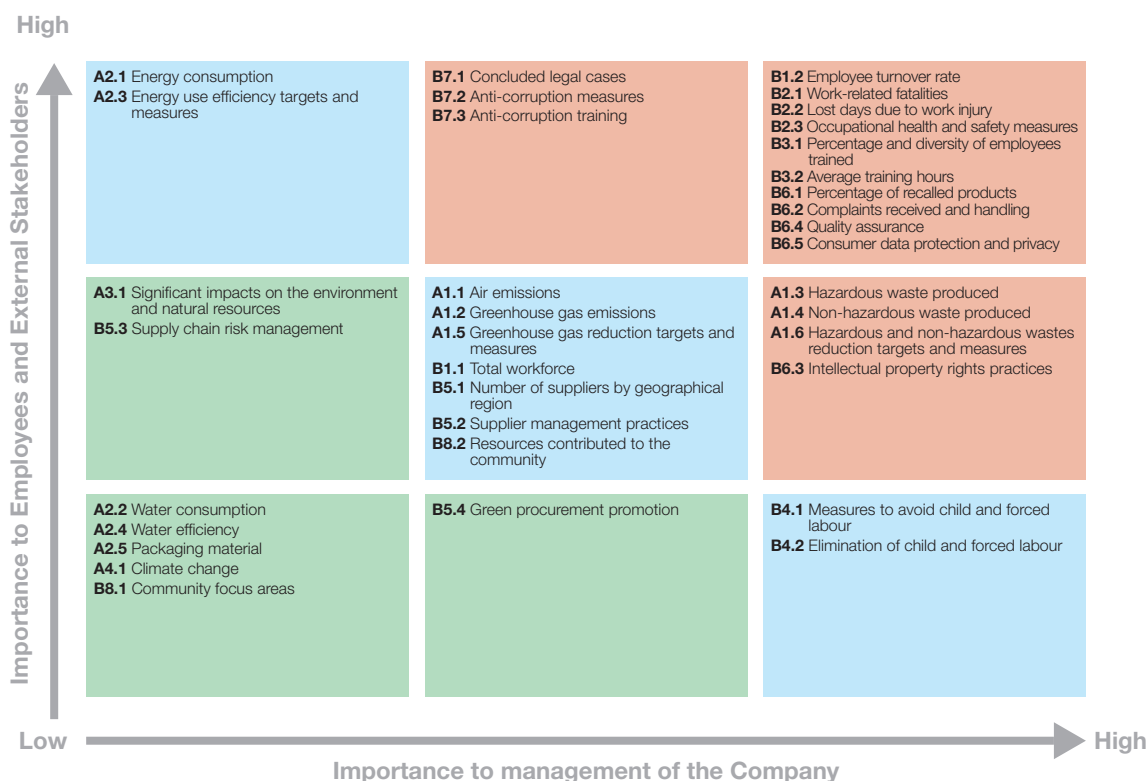 High
Importance to Employees and External Stakeholders
A2.1 Energy consumption
A2.3 Energy use efficiency targets and
measures
B7.1 Concluded legal cases
B7.2 Anti-corruption measures
B7.3 Anti-corruption training
B1.2 Employee turnover rate
B2.1 Work-related fatalities
B2.2 Lost days due to work injury
B2.3 Occupational health and safety measures
B3.1 Percentage and diversity of employees
trained
B3.2 Average training hours
B6.1 Percentage of recalled products
B6.2 Complaints received and handling
B6.4 Quality assurance
B6.5 Consumer data protection and privacy
A3.1 Significant impacts on the environment
and natural resources
B5.3 Supply chain risk management
A1.1 Air emissions
A1.2 Greenhouse gas emissions
A1.5 Greenhouse gas reduction targets and
measures
B1.1 Total workforce
B5.1 Number of suppliers by geographical
region
B5.2 Supplier management practices
B8.2 Resources contributed to the
community
A1.3 Hazardous waste produced
A1.4 Non-hazardous waste produced
A1.6 Hazardous and non-hazardous wastes
reduction targets and measures
B6.3 Intellectual property rights practices
A2.2 Water consumption
A2.4 Water efficiency
A2.5 Packaging material
A4.1 Climate change
B8.1 Community focus areas
B5.4 Green procurement promotion
B4.1 Measures to avoid child and forced
labour
B4.2 Elimination of child and forced labour
Low
High
Importance to management of the Company